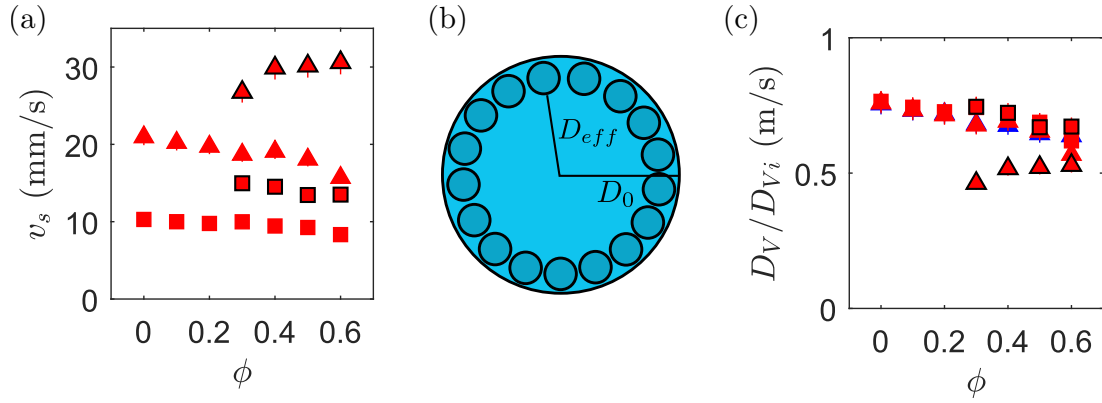 (a)
v_s (mm/s)
30
20
10
0
0 0.2 0.4 0.6
ϕ
(b)
D_eff
D_0
(c)
D_V/D_Vi (m/s)
1
0.5
0
0 0.2 0.4 0.6
ϕ